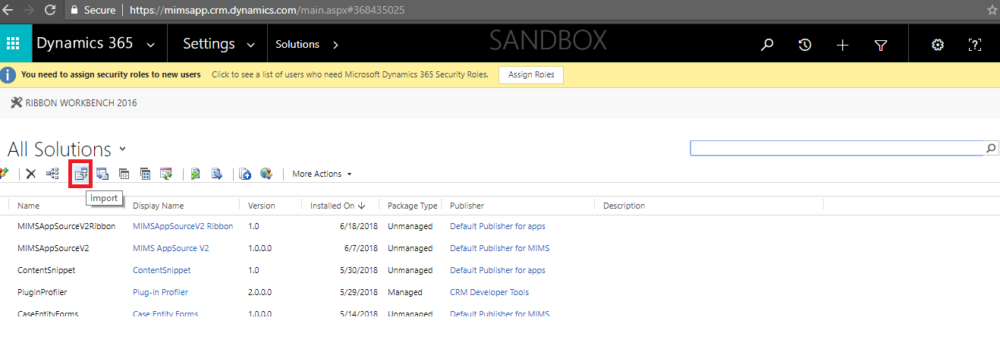 Secure https://mimsapp.crm.dynamics.com/main.aspx#368435025
Dynamics 365 Settings Solutions SANDBOX
You need to assign security roles to new users Click to see a list of users who need Microsoft Dynamics 365 Security Roles. Assign Roles
RIBBON WORKBENCH 2016
All Solutions
More Actions
Import
Name Display Name Version Installed On Package Type Publisher Description
MIMSAppSourceV2Ribbon MIMSAppSourceV2 Ribbon 1.0 6/18/2018 Unmanaged Default Publisher for apps
MIMSAppSourceV2 MIMS AppSource V2 1.0.0.0 6/7/2018 Unmanaged Default Publisher for MIMS
ContentSnippet ContentSnippet 1.0 5/30/2018 Unmanaged Default Publisher for apps
PluginProfiler Plug-in Profiler 2.0.0.0 5/29/2018 Managed CRM Developer Tools
CaseEntityForms Case Entity Forms 1.0.0.0 5/14/2018 Unmanaged Default Publisher for MIMS